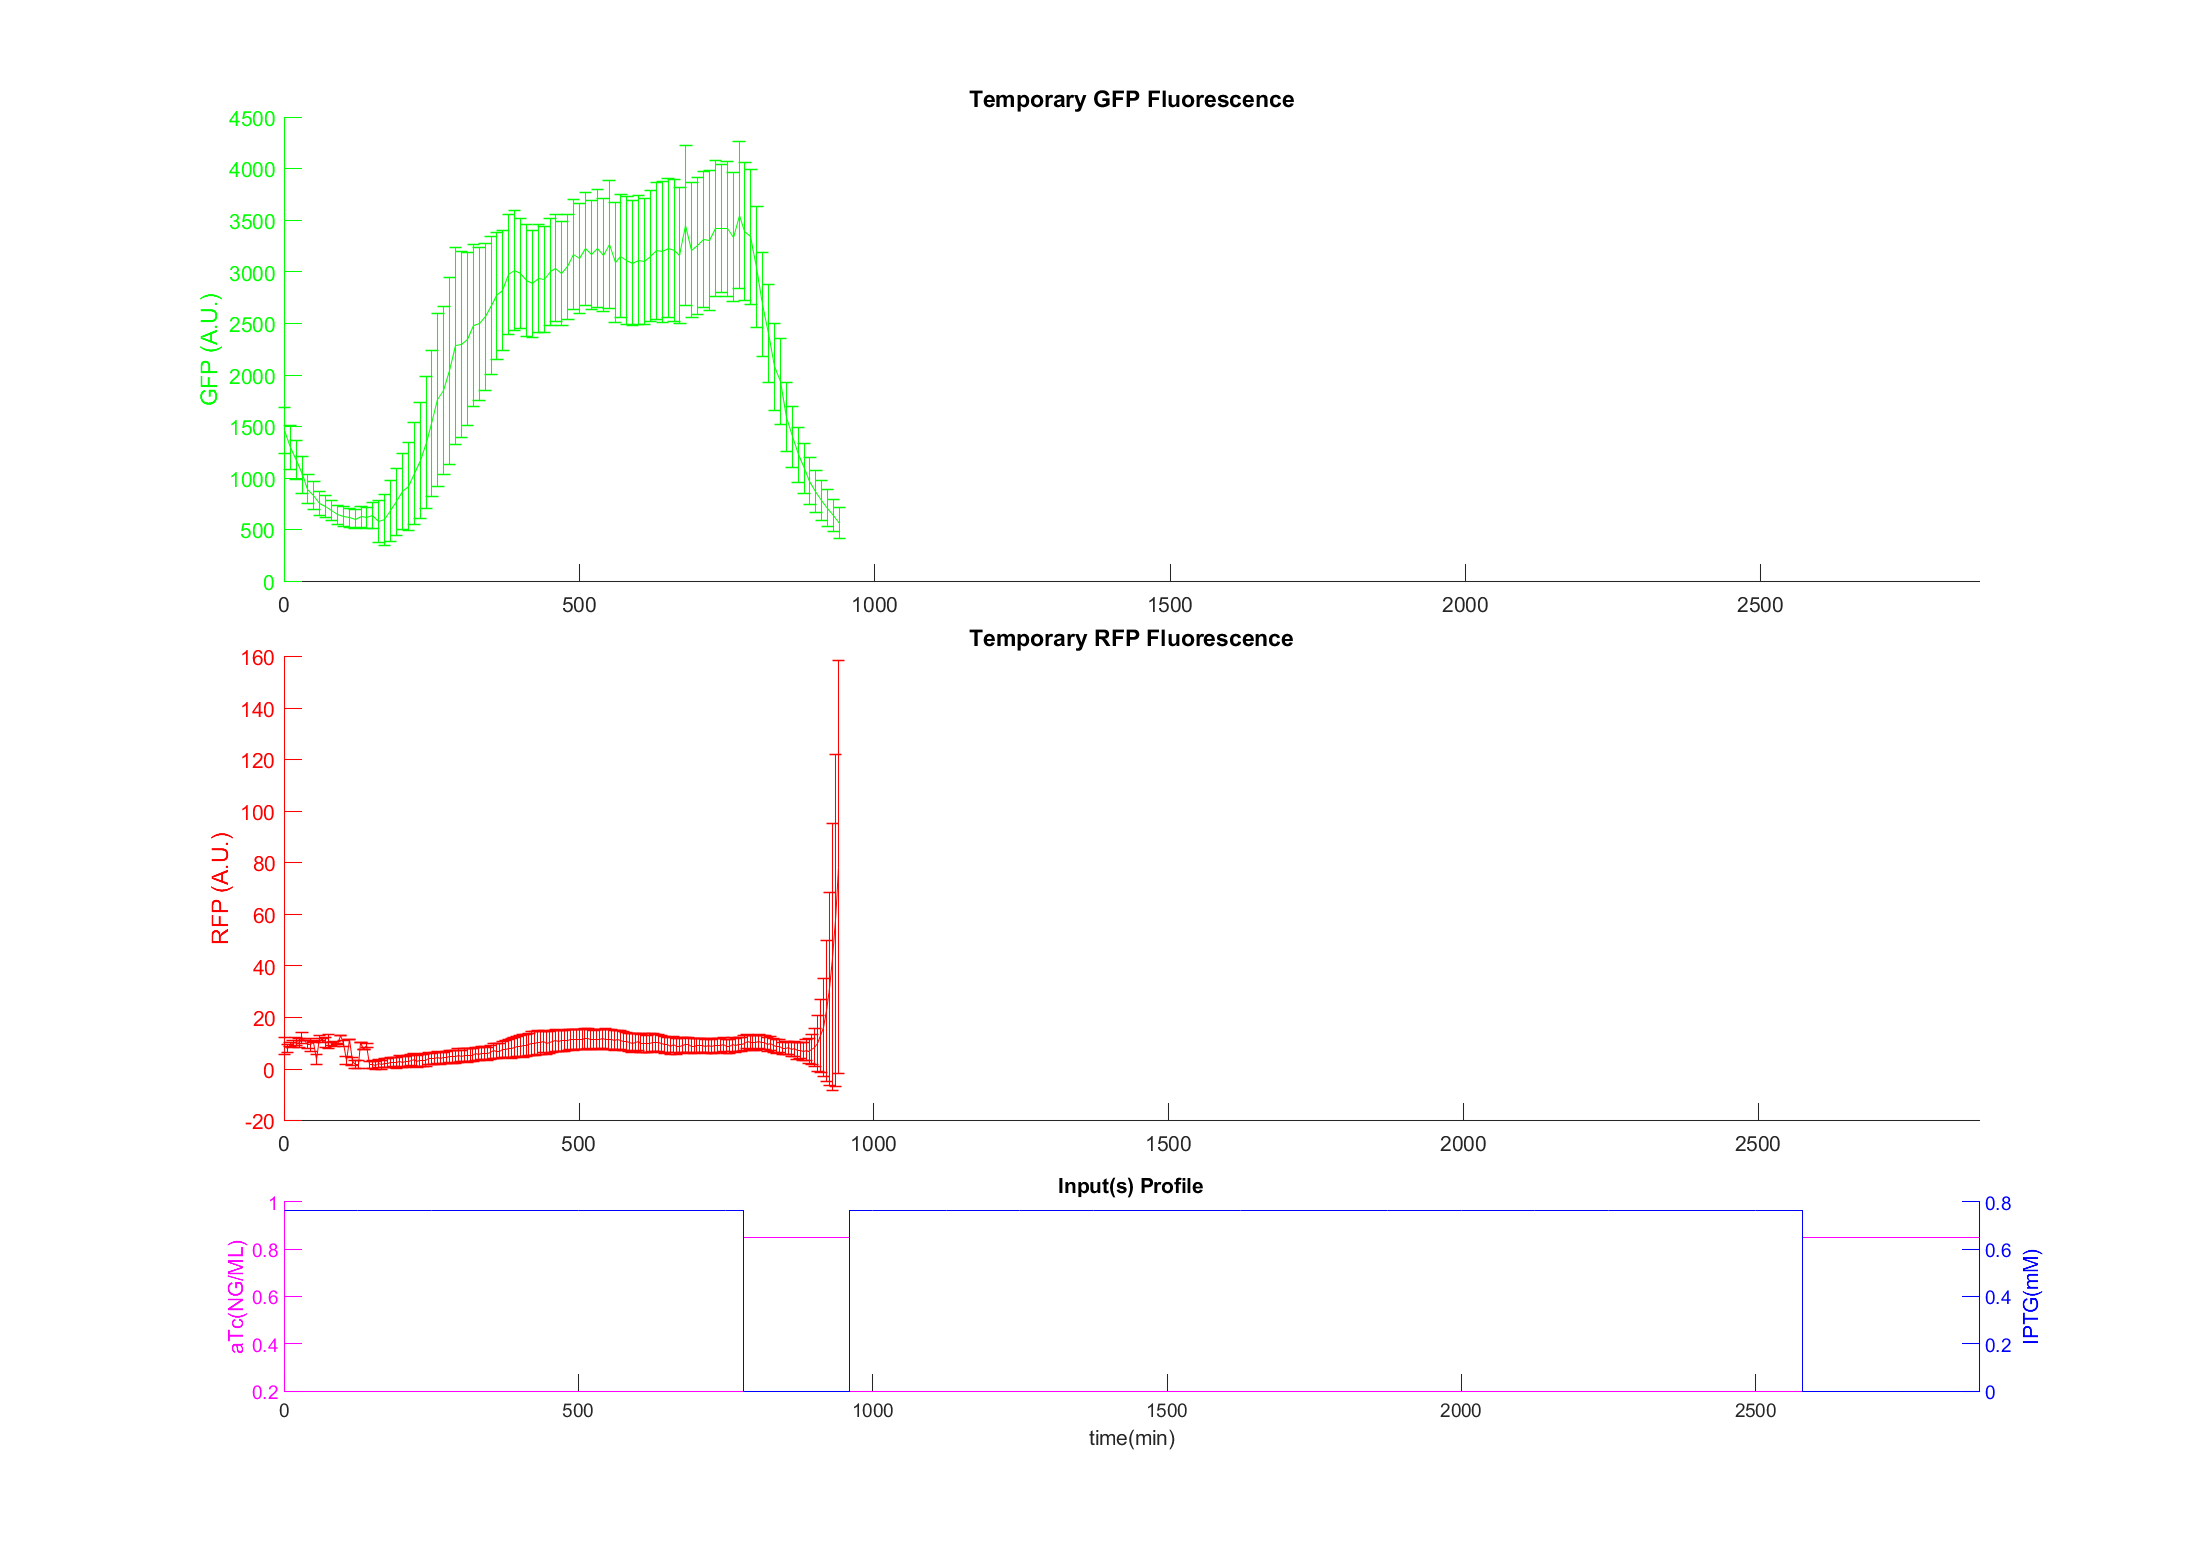 Temporary GFP Fluorescence
GFP (A.U.)
4500
4000
3500
3000
2500
2000
1500
1000
500
0
0 500 1000 1500 2000 2500
Temporary RFP Fluorescence
RFP (A.U.)
160
140
120
100
80
60
40
20
0
-20
0 500 1000 1500 2000 2500
Input(s) Profile
aTc(NG/ML)
1
0.8
0.6
0.4
0.2
0.8
0.6
0.4
0.2
0
IPTG(mM)
0 500 1000 1500 2000 2500
time(min)